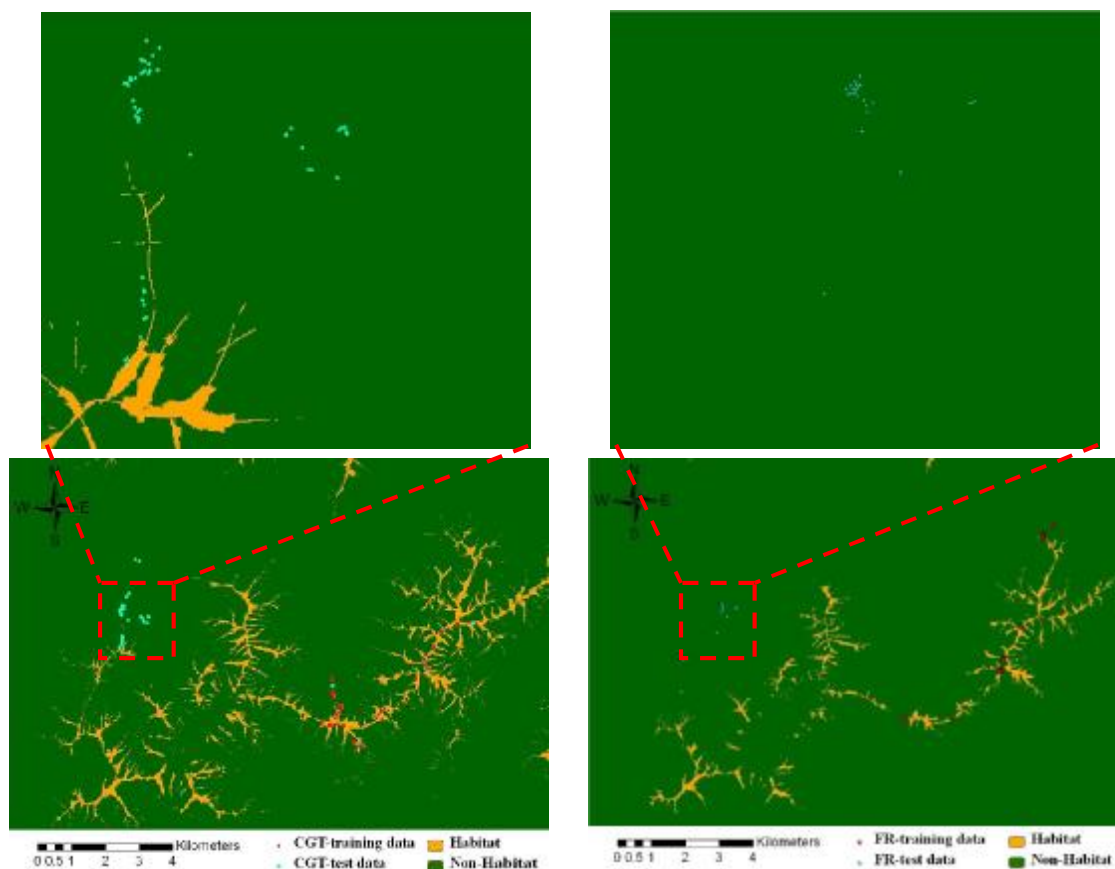 N
W E
S
W E
S
Kilometers
0 0.5 1 2 3 4
CGT-training data Habitat
CGT-test data Non-Habitat
Kilometers
0 0.5 1 2 3 4
FR-training data Habitat
FR-test data Non-Habitat